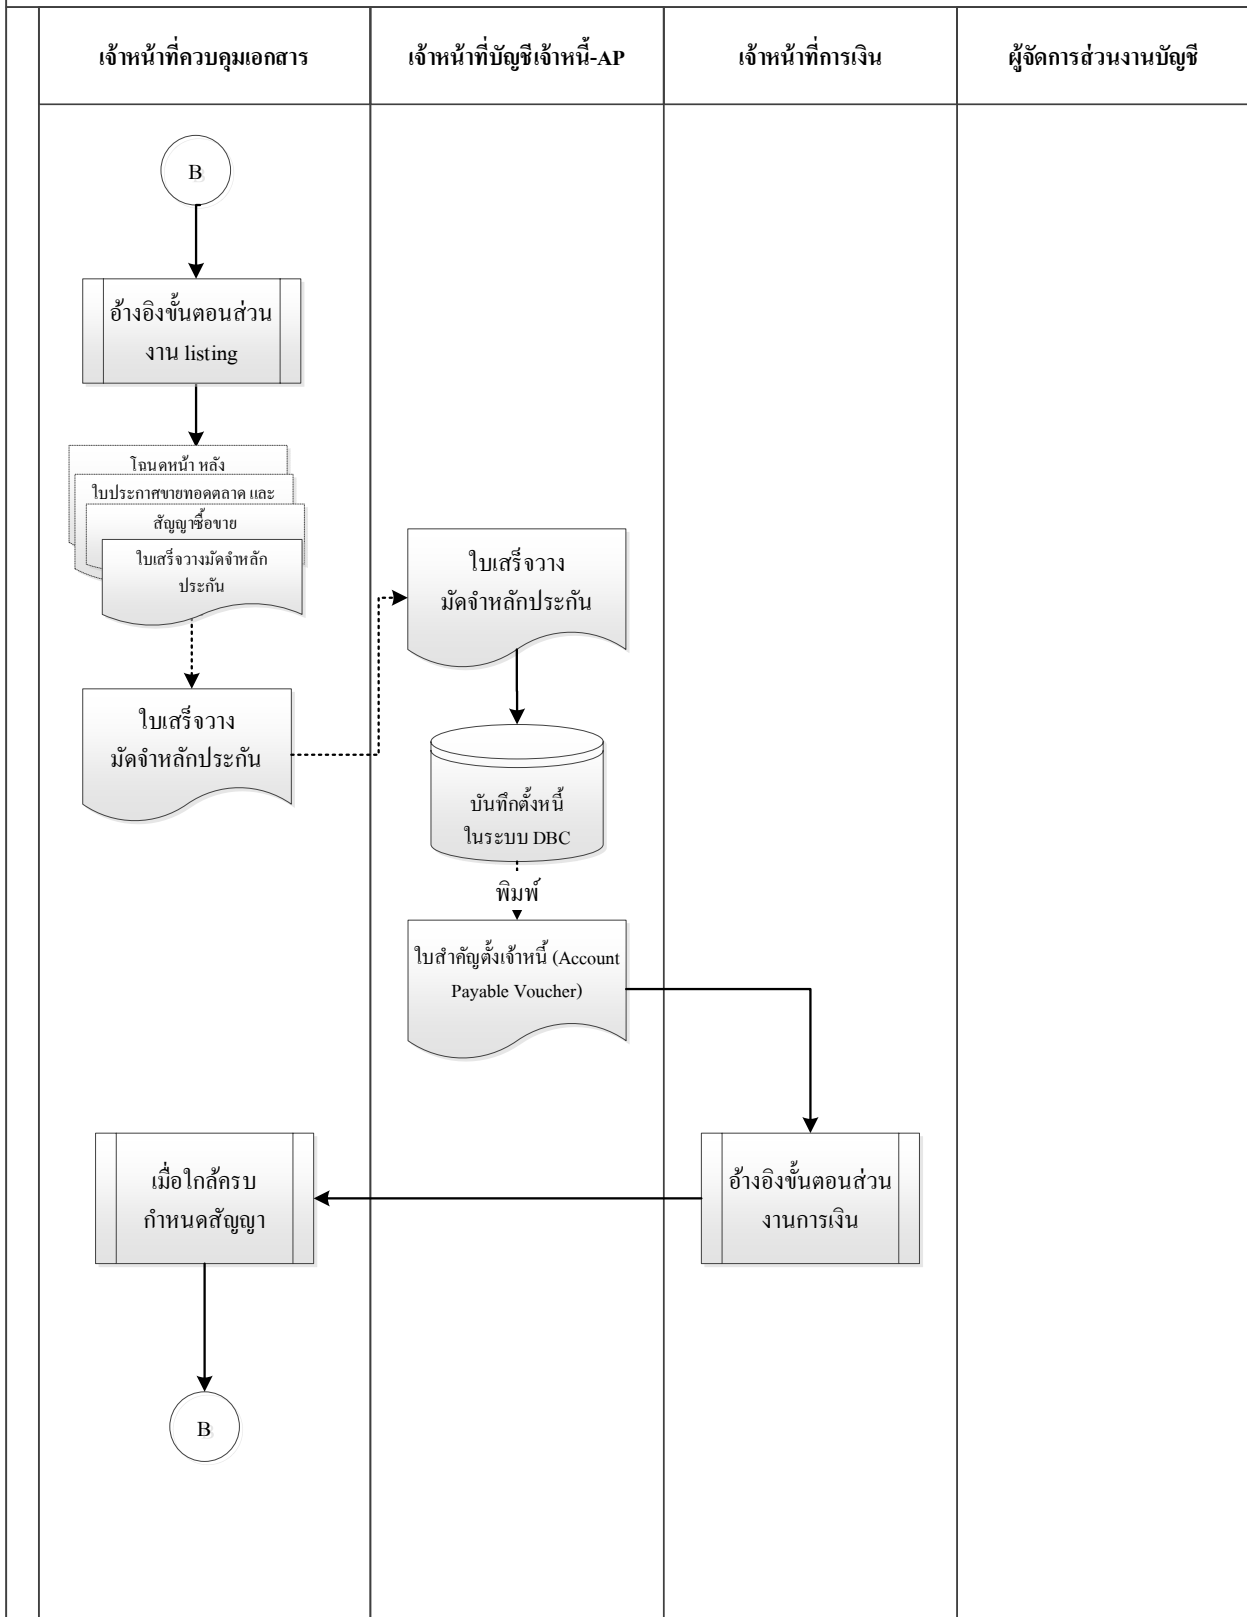 เจ้าหน้าที่ควบคุมเอกสาร
เจ้าหน้าที่บัญชีเจ้าหนี้-AP
เจ้าหน้าที่การเงิน
ผู้จัดการส่วนงานบัญชี
B
อ้างอิงขั้นตอนส่วน
งาน listing
โฉนดหน้า หลัง
ใบประกาศขายทอดตลาด และ
สัญญาซื้อขาย
ใบเสร็จวางมัดจำหลัก
ประกัน
ใบเสร็จวาง
มัดจำหลักประกัน
ใบเสร็จวาง
มัดจำหลักประกัน
บันทึกตั้งหนี้
ในระบบ DBC
พิมพ์
ใบสำคัญตั้งเจ้าหนี้ (Account
Payable Voucher)
อ้างอิงขั้นตอนส่วน
งานการเงิน
เมื่อใกล้ครบ
กำหนดสัญญา
B